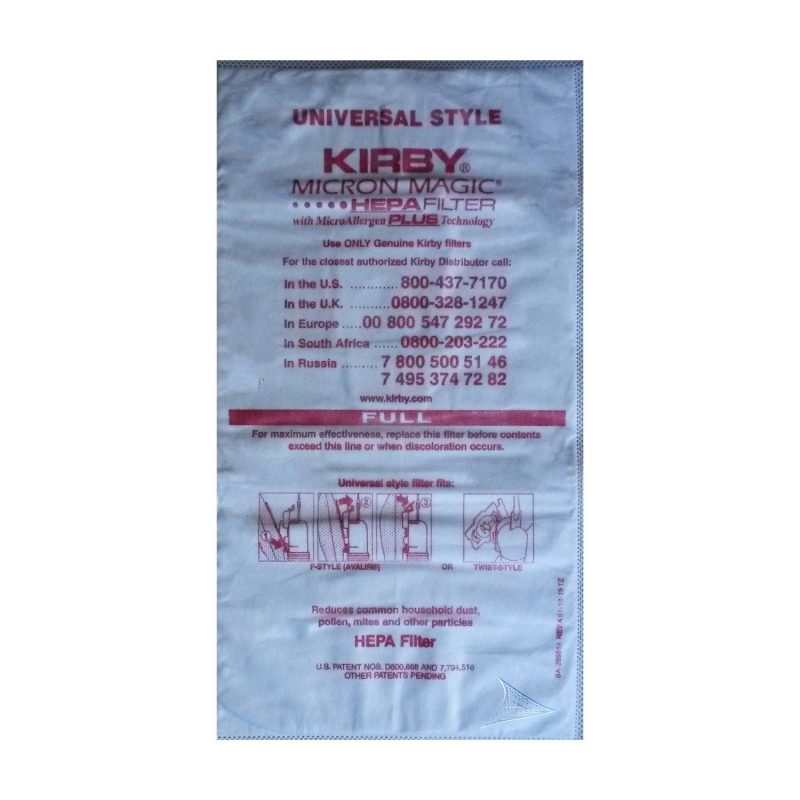 UNIVERSAL STYLE
KIRBY®
MICRON MAGIC®
•••••HEPAFILTER
with MicroAllergen PLUS Technology
Use ONLY Genuine Kirby filters
For the closest authorized Kirby Distributor call:
In the U.S. ............ 800-437-7170
In the U.K. ..........0800-328-1247
In Europe .....00 800 547 292 72
In South Africa ...... 0800-203-222
In Russia ......... 7 800 500 51 46
7 495 374 72 82
www.kirby.com
FULL
For maximum effectiveness, replace this filter before contents
exceed this line or when discoloration occurs.
Universal style filter fits:
1 2 3
F-STYLE (AVALIR®) OR TWIST-STYLE
Reduces common household dust,
pollen, mites and other particles
HEPA Filter
U.S. PATENT NOS. D600,868 AND 7,794,516
OTHER PATENTS PENDING